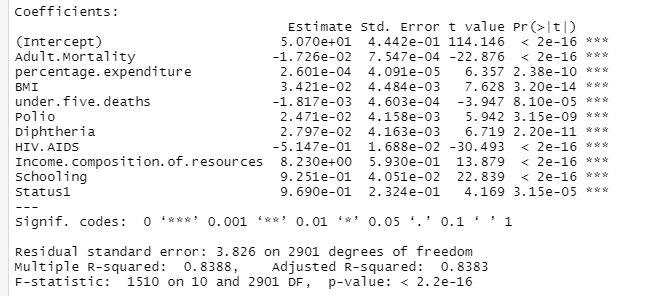 Coefficients:
Estimate Std. Error t value Pr(>|t|)
(Intercept) 5.070e+01 4.442e-01 114.146 < 2e-16 ***
Adult.Mortality -1.726e-02 7.547e-04 -22.876 < 2e-16 ***
percentage.expenditure 2.601e-04 4.091e-05 6.357 2.38e-10 ***
BMI 3.421e-02 4.484e-03 7.628 3.20e-14 ***
under.five.deaths -1.817e-03 4.603e-04 -3.947 8.10e-05 ***
Polio 2.471e-02 4.158e-03 5.942 3.15e-09 ***
Diphtheria 2.797e-02 4.163e-03 6.719 2.20e-11 ***
HIV.AIDS -5.147e-01 1.688e-02 -30.493 < 2e-16 ***
Income.composition.of.resources 8.230e+00 5.930e-01 13.879 < 2e-16 ***
Schooling 9.251e-01 4.051e-02 22.839 < 2e-16 ***
Status1 9.690e-01 2.324e-01 4.169 3.15e-05 ***
---
Signif. codes: 0 ‘***’ 0.001 ‘**’ 0.01 ‘*’ 0.05 ‘.’ 0.1 ‘ ’ 1
Residual standard error: 3.826 on 2901 degrees of freedom
Multiple R-squared: 0.8388, Adjusted R-squared: 0.8383
F-statistic: 1510 on 10 and 2901 DF, p-value: < 2.2e-16